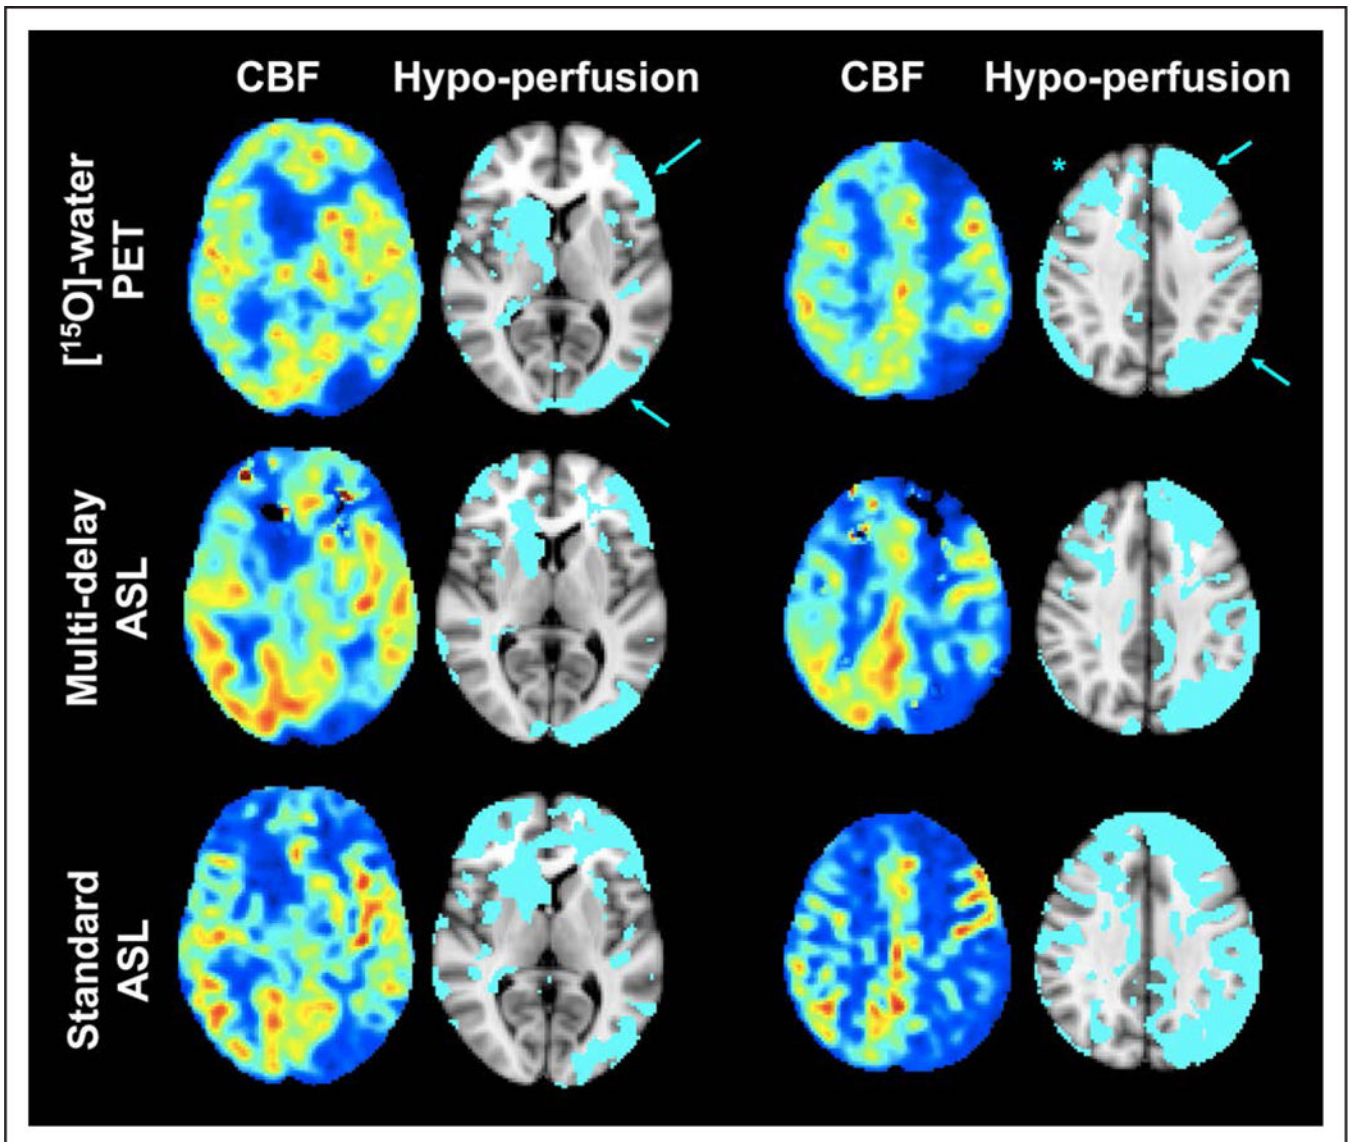 CBF Hypo-perfusion CBF Hypo-perfusion
[¹⁵O]-water
PET
*
Multi-delay
ASL
Standard
ASL